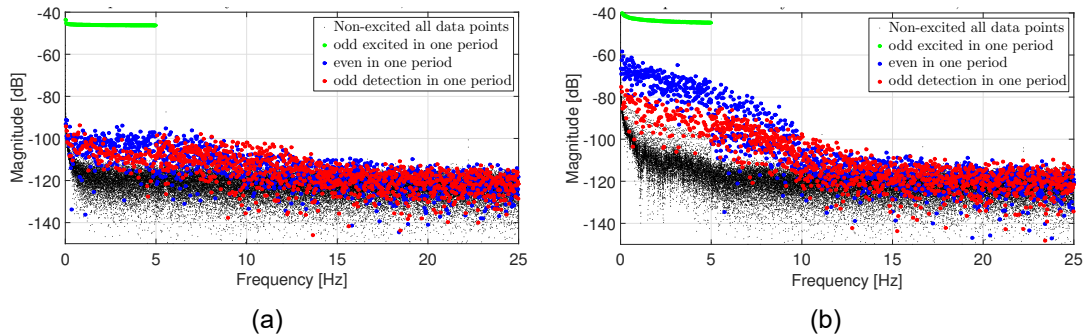 -40
-60
-80
-100
-120
-140
Magnitude [dB]
0
5
10
15
20
25
Frequency [Hz]
Non-excited all data points
odd excited in one period
even in one period
odd detection in one period
(a)
-40
-60
-80
-100
-120
-140
Magnitude [dB]
0
5
10
15
20
25
Frequency [Hz]
Non-excited all data points
odd excited in one period
even in one period
odd detection in one period
(b)